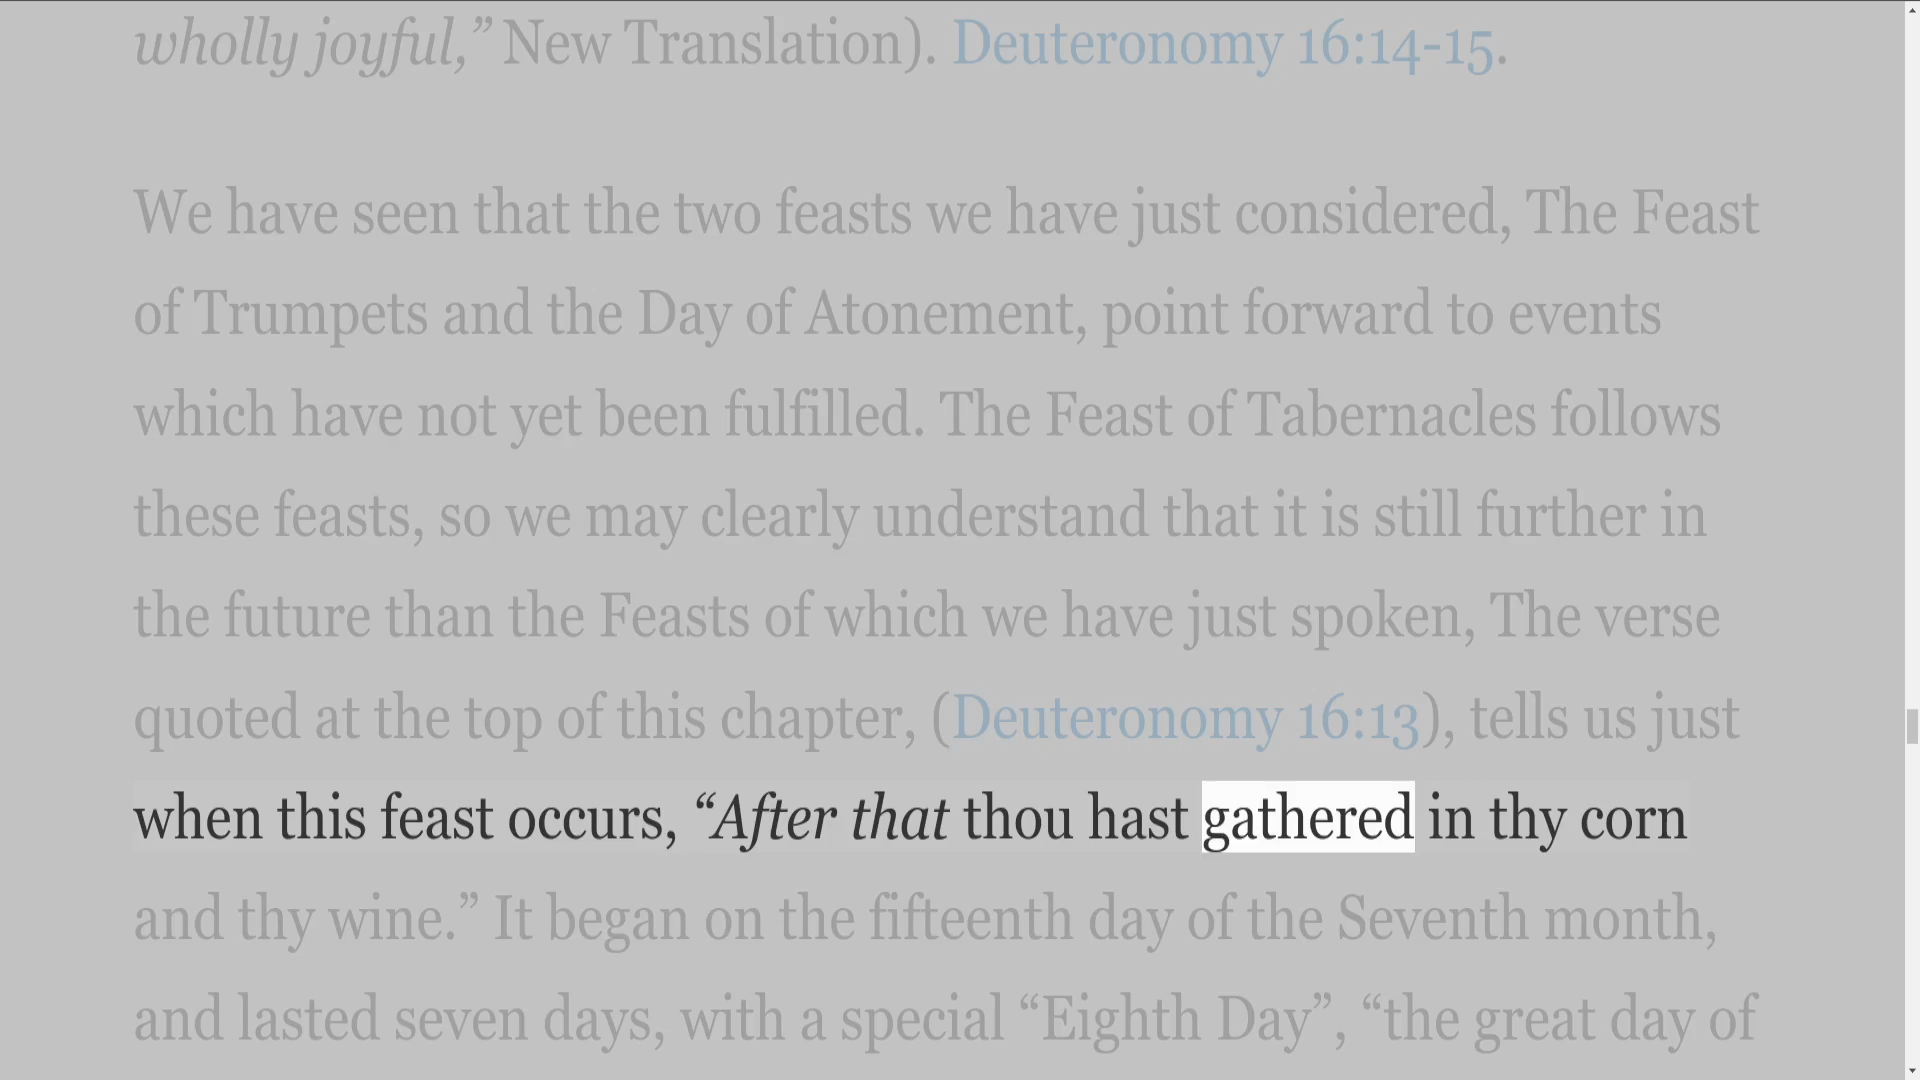 wholly joyful,” New Translation). Deuteronomy 16:14-15.
We have seen that the two feasts we have just considered, The Feast
of Trumpets and the Day of Atonement, point forward to events
which have not yet been fulfilled. The Feast of Tabernacles follows
these feasts, so we may clearly understand that it is still further in
the future than the Feasts of which we have just spoken, The verse
quoted at the top of this chapter, (Deuteronomy 16:13), tells us just
when this feast occurs, “After that thou hast gathered in thy corn
and thy wine.” It began on the fifteenth day of the Seventh month,
and lasted seven days, with a special “Eighth Day”, “the great day of